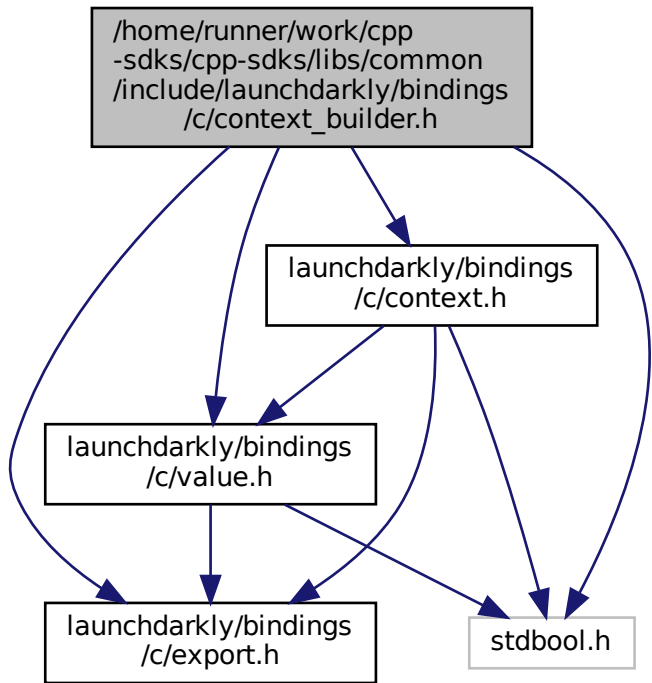 /home/runner/work/cpp
-sdks/cpp-sdks/libs/common
/include/launchdarkly/bindings
/c/context_builder.h
launchdarkly/bindings
/c/context.h
launchdarkly/bindings
/c/value.h
launchdarkly/bindings
/c/export.h
stdbool.h